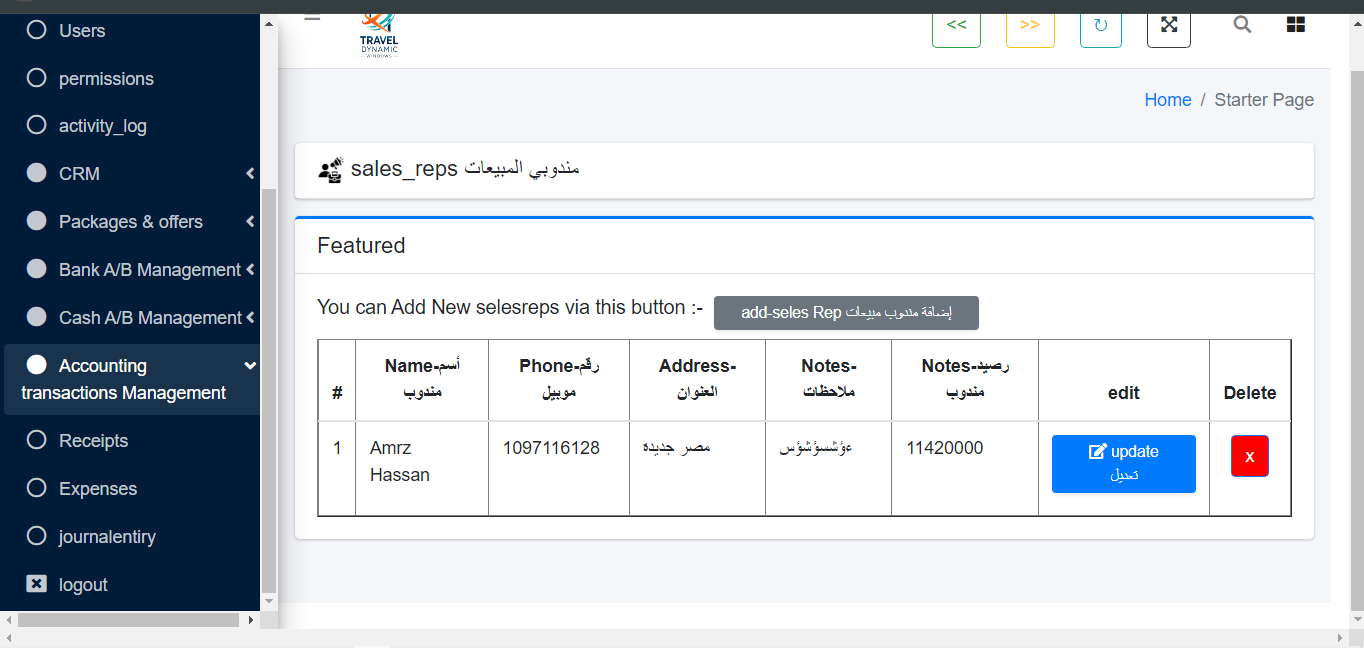 Users
permissions
activity_log
CRM
Packages & offers
Bank A/B Management
Cash A/B Management
Accounting
transactions Management
Receipts
Expenses
journalentiry
logout
TRAVEL
DYNAMIC
WINDOWS
<< >> ↻
Home / Starter Page
sales_reps مندوبي المبيعات
Featured
You can Add New selesreps via this button :- add-seles Rep إضافة مندوب مبيعات
# Name-أسم مندوب Phone-رقم موبيل Address-العنوان Notes-ملاحظات Notes-رصيد مندوب edit Delete
1 Amrz Hassan 1097116128 مصر جديدة ءؤشسؤشؤس 11420000 update تعديل x